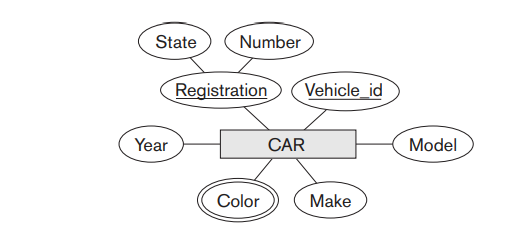 State Number
Registration Vehicle_id
Year CAR Model
Color Make